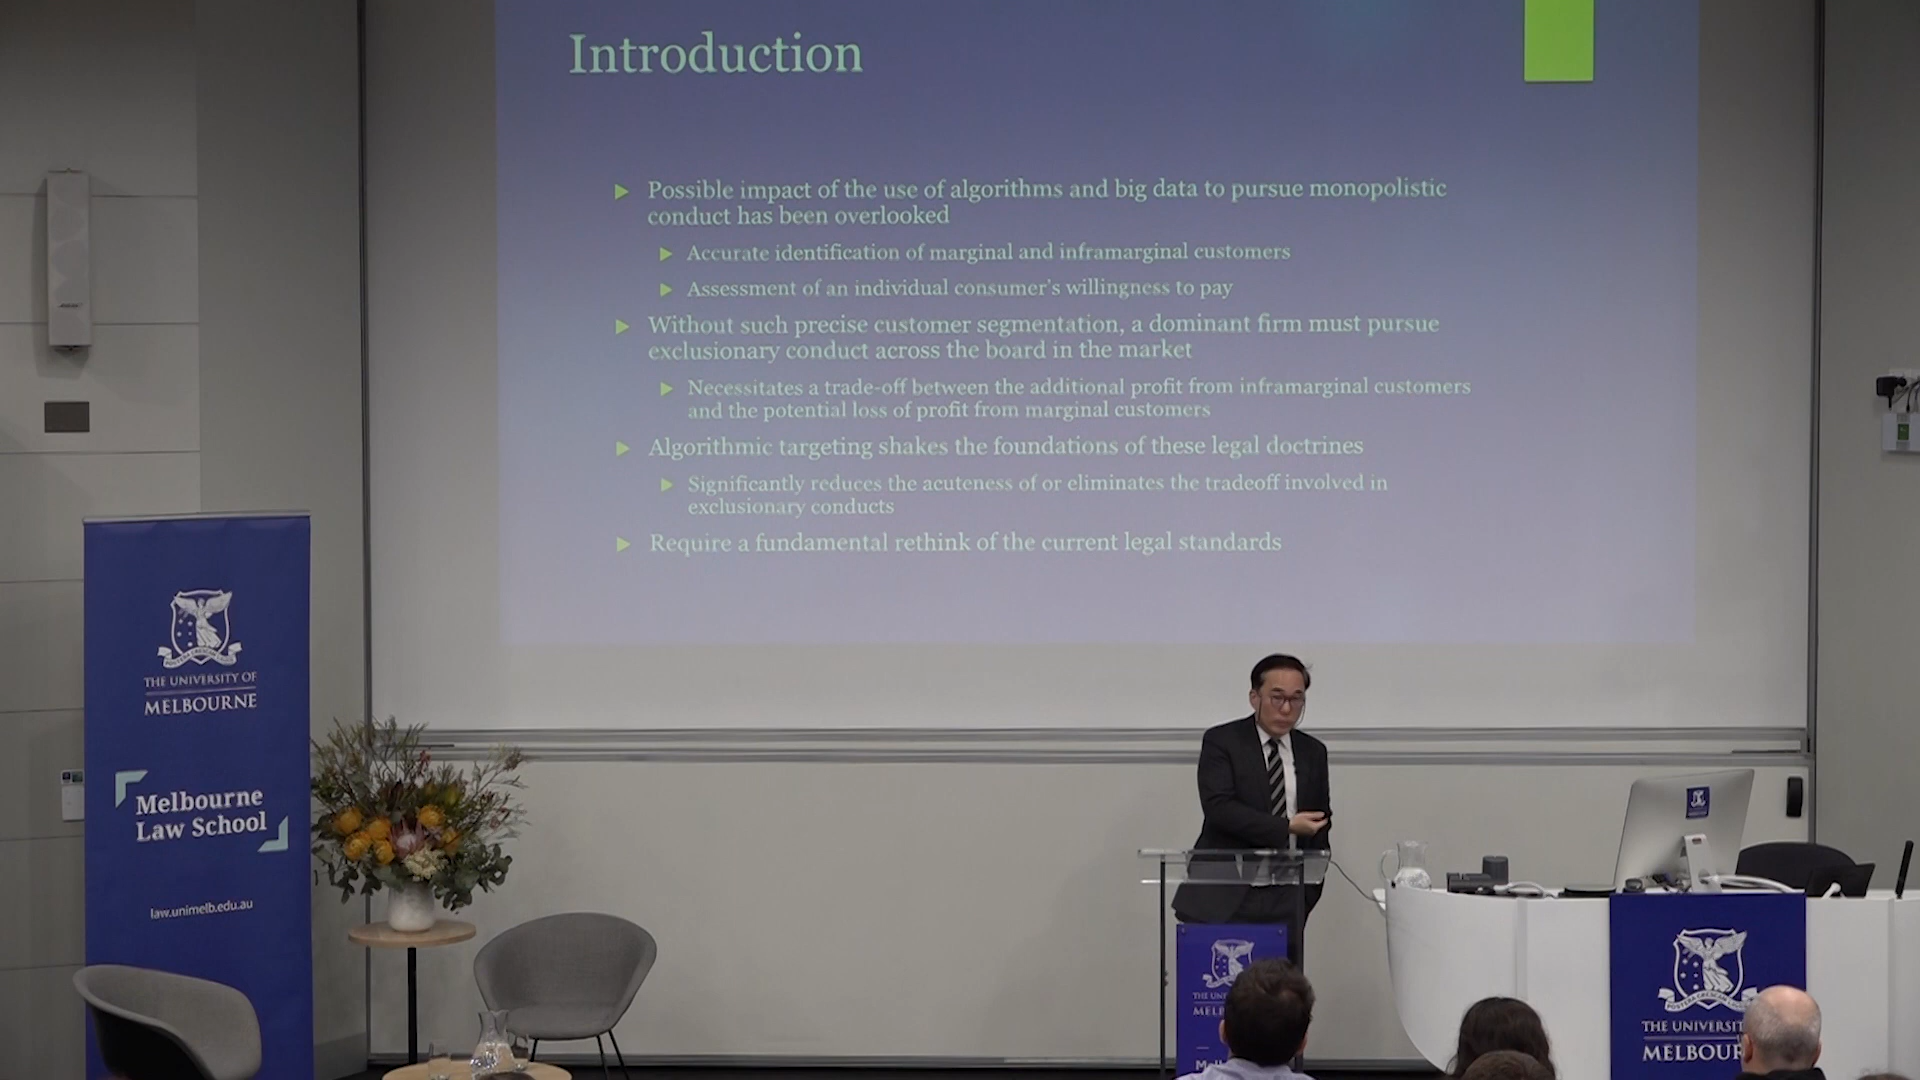 Introduction
Possible impact of the use of algorithms and big data to pursue monopolistic
conduct has been overlooked
Accurate identification of marginal and inframarginal customers
Assessment of an individual consumer's willingness to pay
Without such precise customer segmentation, a dominant firm must pursue
exclusionary conduct across the board in the market
Necessitates a trade-off between the additional profit from inframarginal customers
and the potential loss of profit from marginal customers
Algorithmic targeting shakes the foundations of these legal doctrines
Significantly reduces the acuteness of or eliminates the tradeoff involved in
exclusionary conducts
Require a fundamental rethink of the current legal standards
THE UNIVERSITY OF
MELBOURNE
Melbourne
Law School
law.unimelb.edu.au
THE UNI
MELB
Melb
THE UNIVERSIT
MELBOUR